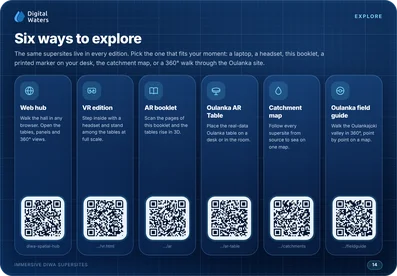 Digital
Waters
EXPLORE
Six ways to explore
The same supersites live in every edition. Pick the one that fits your moment: a laptop, a headset, this booklet, a
printed marker on your desk, the catchment map, or a 360° walk through the Oulanka site.
Web hub
Walk the hall in any
browser. Open the
tables, panels and
360° views.
VR edition
Step inside with a
headset and stand
among the tables at
full scale.
AR booklet
Scan the pages of
this booklet and the
tables rise in 3D.
Oulanka AR
Table
Place the real-data
Oulanka table on a
desk or in the room.
Catchment
map
Follow every
supersite from
source to sea on
one map.
Oulanka field
guide
Walk the Oulankajoki
valley in 360°, point
by point on a map.
diwa-spatial-hub
.../ar-table
.../catchments
.../fieldguide
IMMERSIVE DIWA SUPERSITES
14